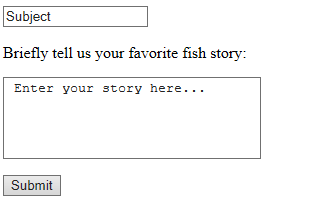 Subject
Briefly tell us your favorite fish story:
Enter your story here...
Submit